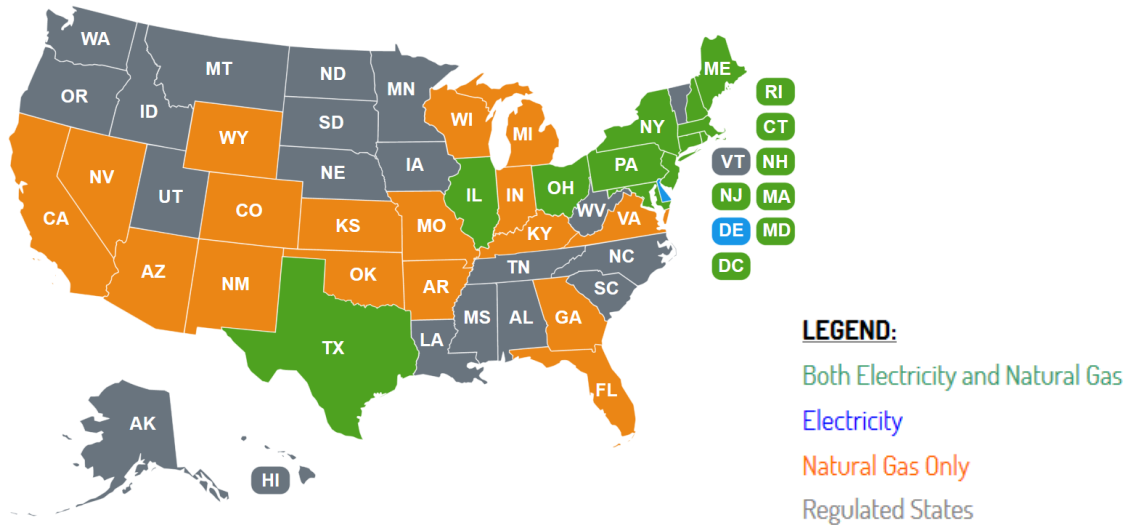 WA
MT
ND
MN
ME
OR
ID
SD
WI
MI
NY
RI
WY
CT
IA
PA
VT
NH
NE
NV
UT
IL
IN
OH
NJ
MA
CA
CO
KS
MO
WV
VA
KY
DE
MD
AZ
NM
OK
AR
TN
NC
DC
SC
MS
AL
GA
TX
LA
FL
AK
HI
LEGEND:
Both Electricity and Natural Gas
Electricity
Natural Gas Only
Regulated States